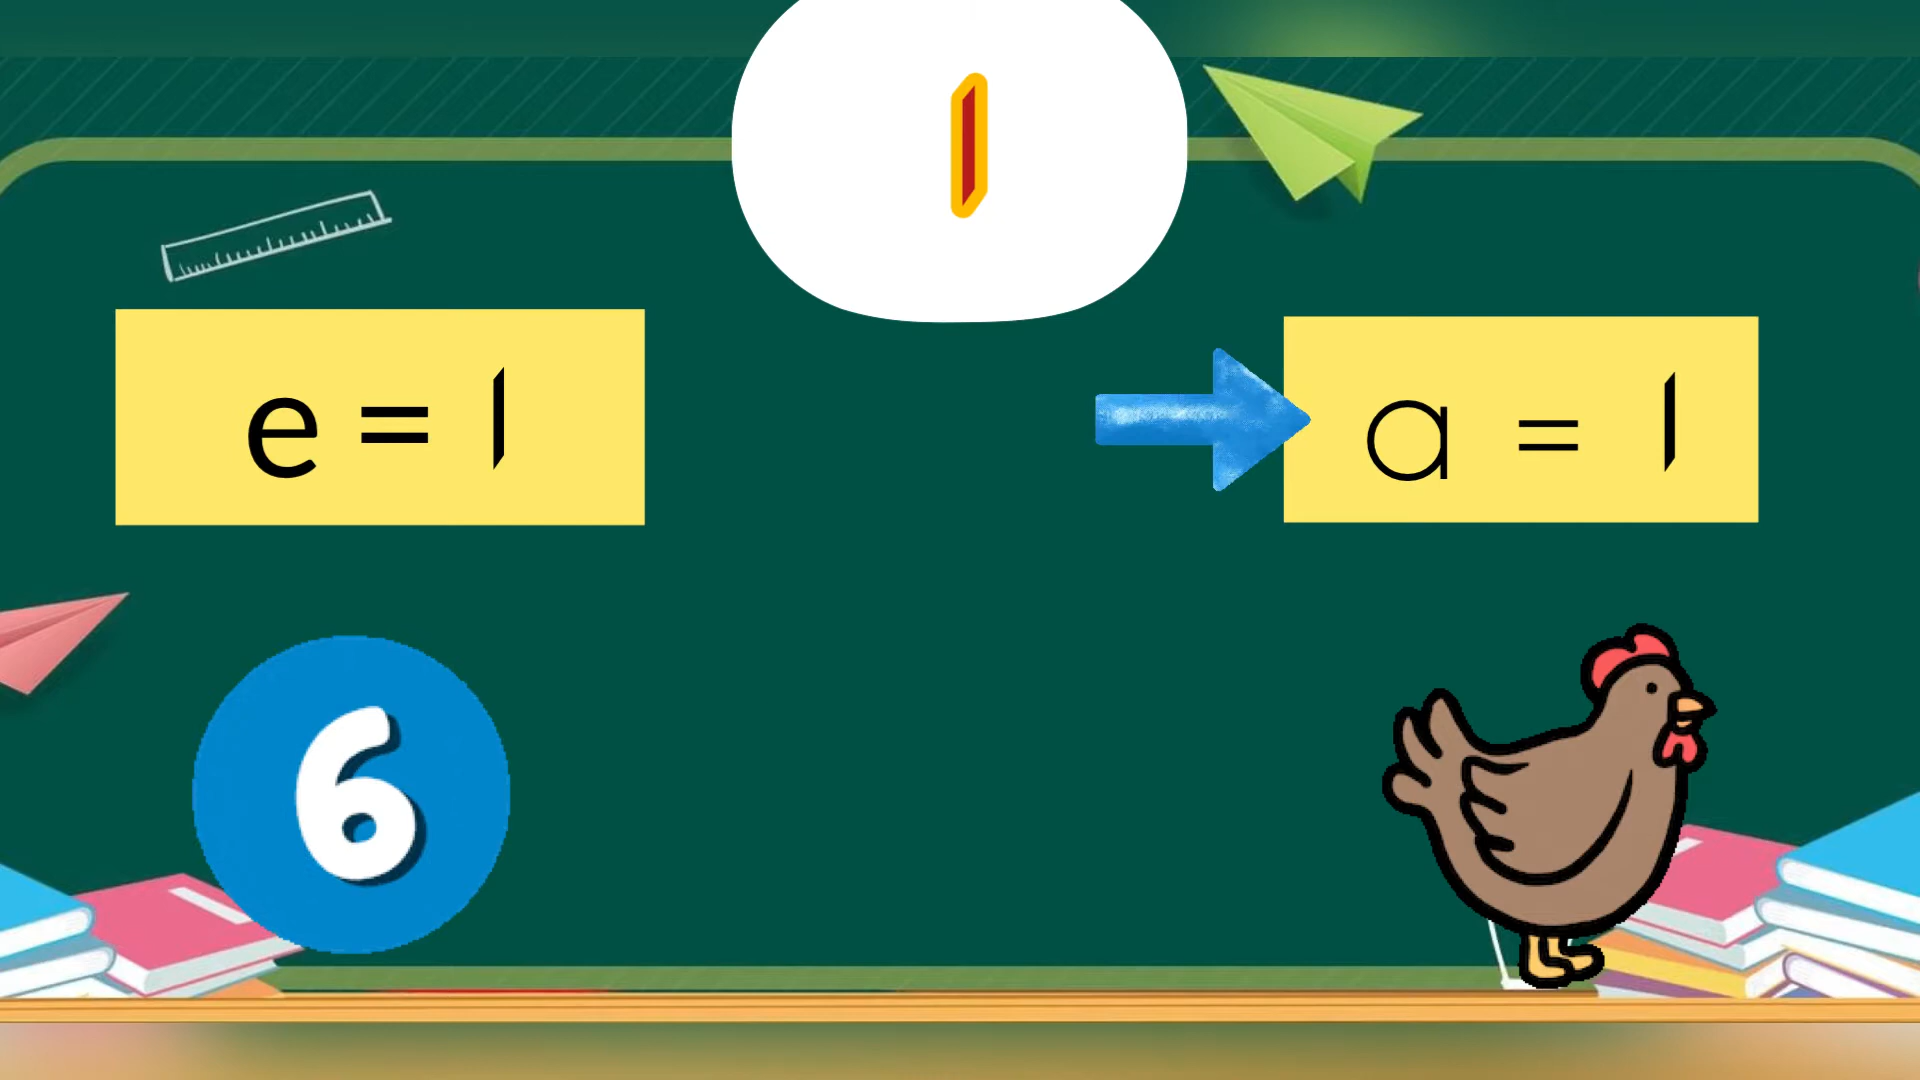 ا
e = ا
a = ا
6